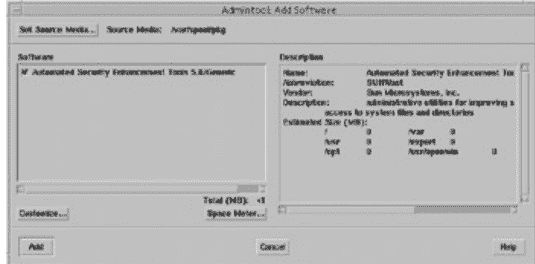 Admintool: Add Software
Set Source Media... Source Media: /var/spool/pkg
Software
Automated Security Enhancement Tools 5.8/Generic
Total (MB): <1
Customize...
Space Meter...
Description
Name: Automated Security Enhancement Too
Abbreviation: SUNWast
Vendor: Sun Microsystems, Inc.
Description: administrative utilities for improving s
access to system files and directories
Estimated Size (MB):
/ 0 /var 0
/usr 0 /export 0
/opt 0 /usr/openwin 0
Add
Cancel
Help